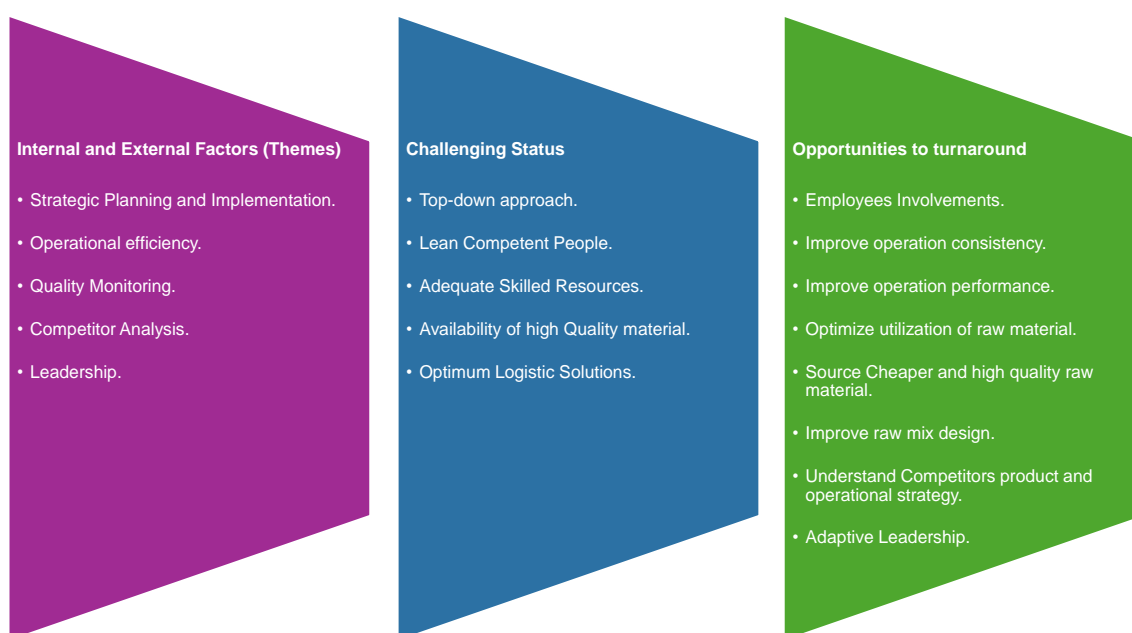 Internal and External Factors (Themes)
• Strategic Planning and Implementation.
• Operational efficiency.
• Quality Monitoring.
• Competitor Analysis.
• Leadership.
Challenging Status
• Top-down approach.
• Lean Competent People.
• Adequate Skilled Resources.
• Availability of high Quality material.
• Optimum Logistic Solutions.
Opportunities to turnaround
• Employees Involvements.
• Improve operation consistency.
• Improve operation performance.
• Optimize utilization of raw material.
• Source Cheaper and high quality raw
material.
• Improve raw mix design.
• Understand Competitors product and
operational strategy.
• Adaptive Leadership.